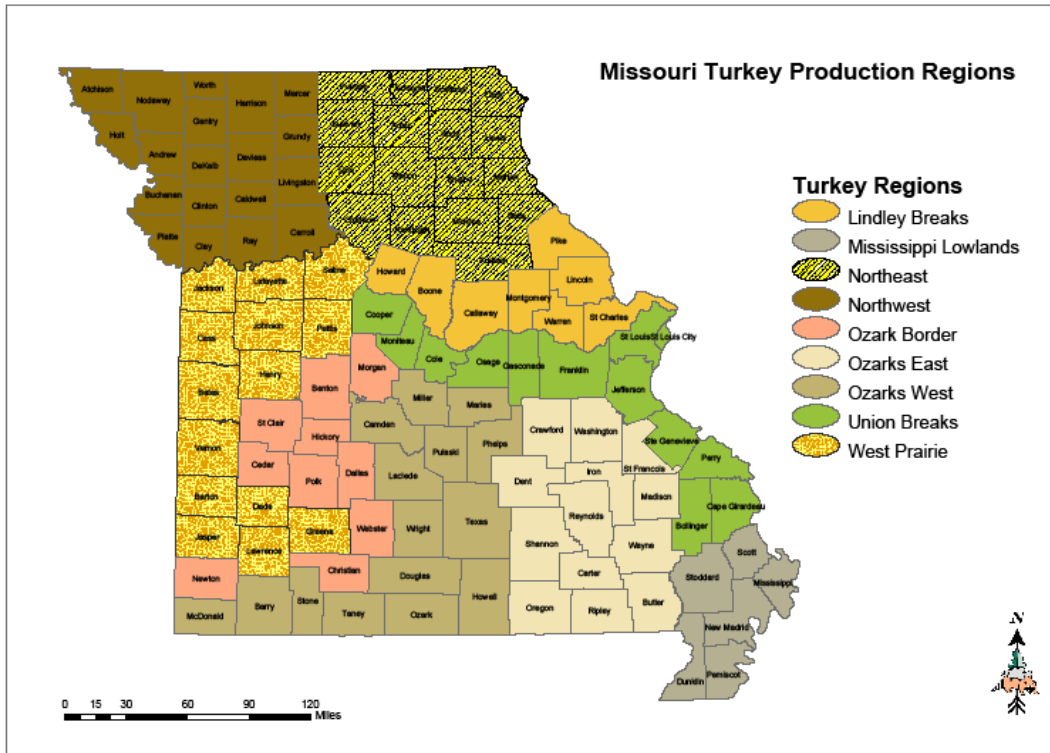 Missouri Turkey Production Regions
Turkey Regions
Lindley Breaks
Mississippi Lowlands
Northeast
Northwest
Ozark Border
Ozarks East
Ozarks West
Union Breaks
West Prairie
Atchison
Nodaway
Worth
Harrison
Mercer
Gentry
Holt
Grundy
Andrew
DeKalb
Daviess
Livingston
Buchanan
Clinton
Caldwell
Platte
Clay
Ray
Carroll
Pike
Jackson
Lafayette
Saline
Howard
Boone
Lincoln
Callaway
Montgomery
Warren
St Charles
Cass
Johnson
Pettis
Cooper
Moniteau
Cole
Osage
Gasconade
Franklin
St Louis
St Louis City
Jefferson
Morgan
Benton
Henry
Bates
Miller
Maries
Camden
St Clair
Hickory
Pulaski
Phelps
Crawford
Washington
Ste Genevieve
Perry
St Francois
Vernon
Cedar
Polk
Dallas
Laclede
Dent
Iron
Madison
Reynolds
Cape Girardeau
Bollinger
Barton
Dade
Greene
Webster
Wright
Texas
Shannon
Wayne
Scott
Jasper
Lawrence
Christian
Douglas
Carter
Stoddard
Mississippi
Newton
McDonald
Barry
Stone
Taney
Ozark
Howell
Oregon
Ripley
Butler
New Madrid
Dunklin
Pemiscot
N
0 15 30 60 90 120
Miles